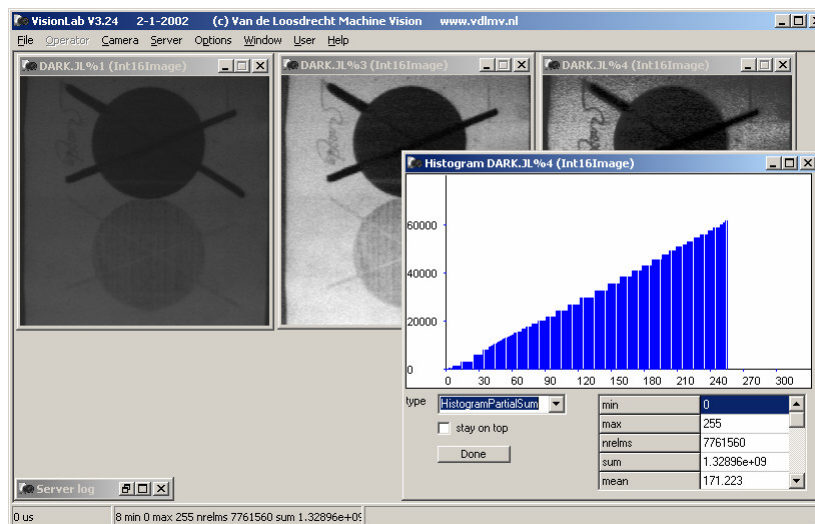 VisionLab V3.24 2-1-2002 (c) Van de Loosdrecht Machine Vision www.vdlmv.nl
File Operator Camera Server Options Window User Help
DARK.JL%1 (Int16Image)
DARK.JL%3 (Int16Image)
DARK.JL%4 (Int16Image)
Histogram DARK.JL%4 (Int16Image)
60000
40000
20000
0
0 30 60 90 120 150 180 210 240 270 300
type HistogramPartialSum
stay on top
Done
min 0
max 255
nrelms 7761560
sum 1.32896e+09
mean 171.223
Server log
0 us 8 min 0 max 255 nrelms 7761560 sum 1.32896e+09